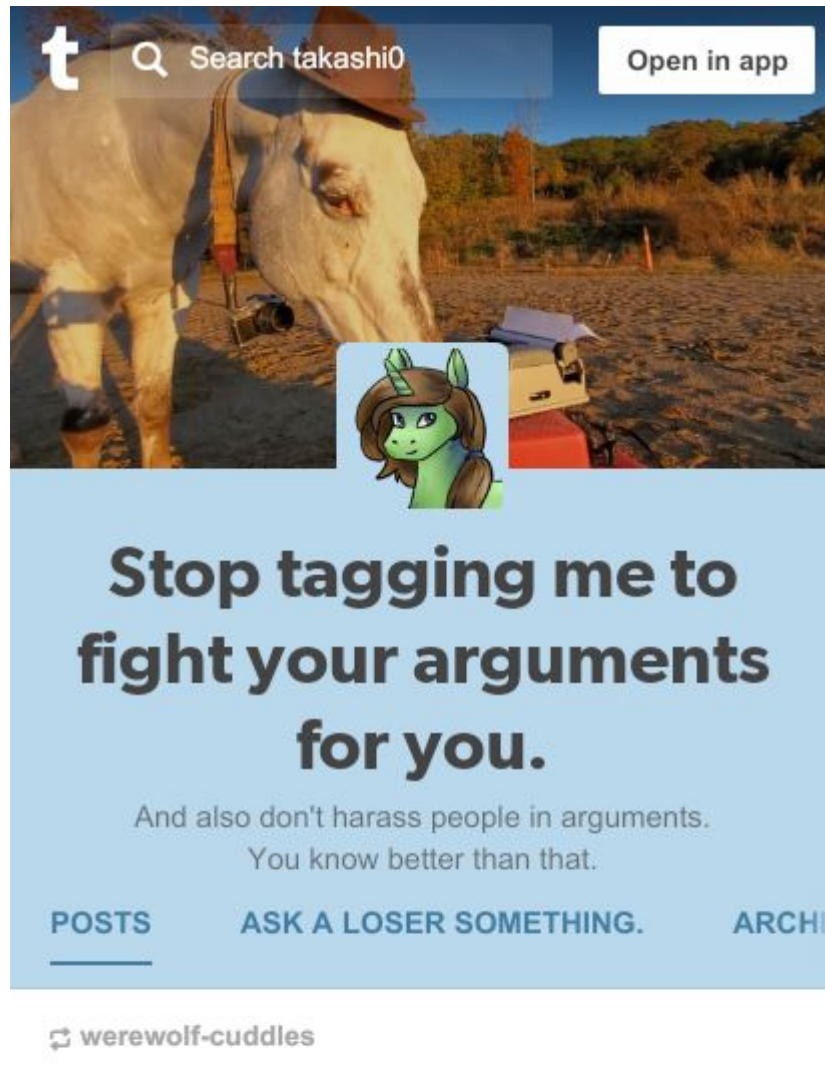 t
Search takashi0
Open in app
Stop tagging me to
fight your arguments
for you.
And also don't harass people in arguments.
You know better than that.
POSTS ASK A LOSER SOMETHING. ARCHI
werewolf-cuddles